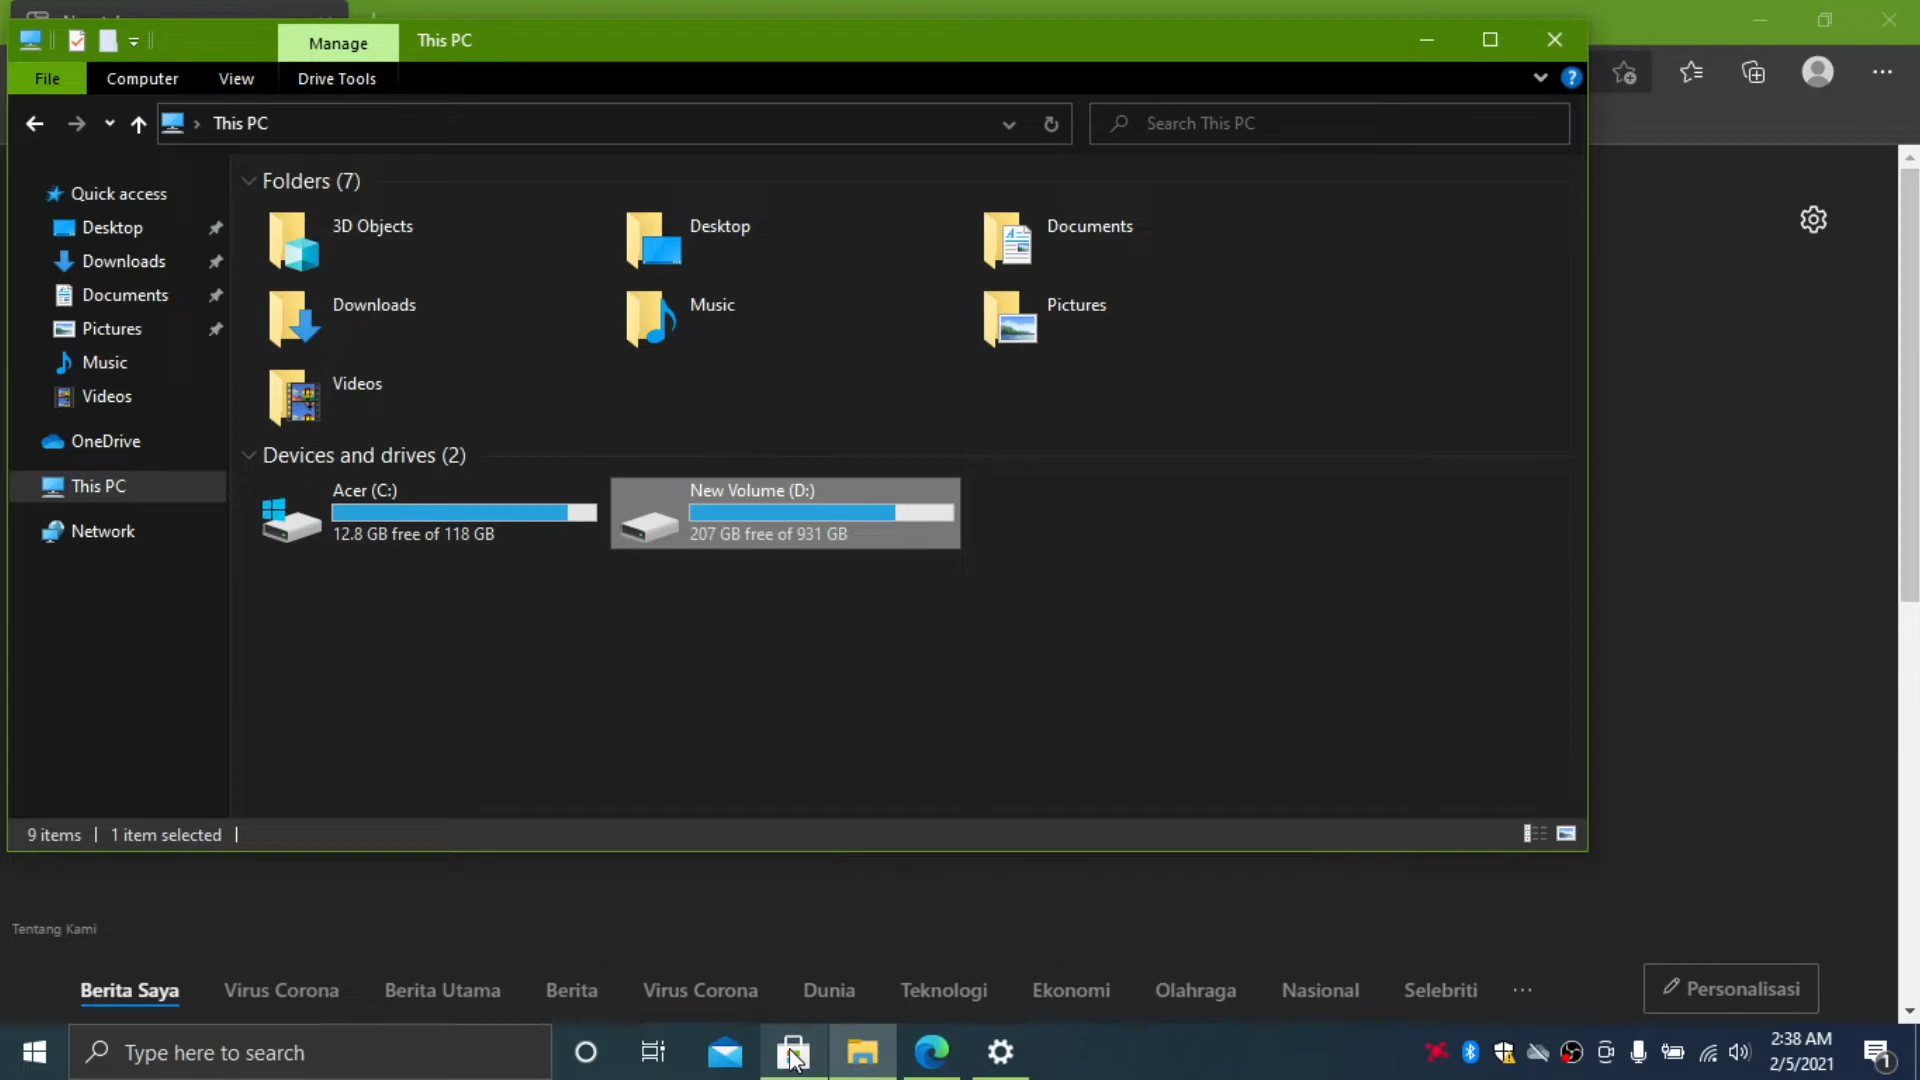 Manage
This PC
File
Computer
View
Drive Tools
This PC
Search This PC
Quick access
Desktop
Downloads
Documents
Pictures
Music
Videos
OneDrive
This PC
Network
Folders (7)
3D Objects
Desktop
Documents
Downloads
Music
Pictures
Videos
Devices and drives (2)
Acer (C:)
12.8 GB free of 118 GB
New Volume (D:)
207 GB free of 931 GB
9 items
1 item selected
Tentang Kami
Berita Saya
Virus Corona
Berita Utama
Berita
Virus Corona
Dunia
Teknologi
Ekonomi
Olahraga
Nasional
Selebriti
Personalisasi
Type here to search
2:38 AM
2/5/2021
1